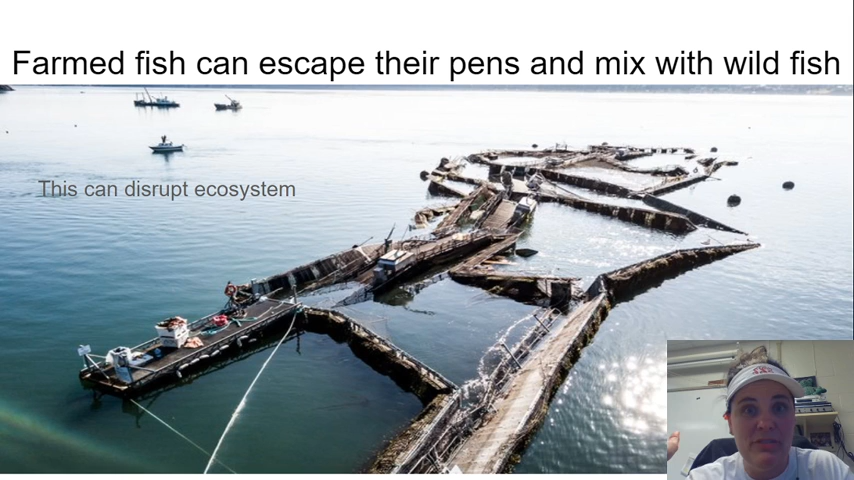 Farmed fish can escape their pens and mix with wild fish
This can disrupt ecosystem